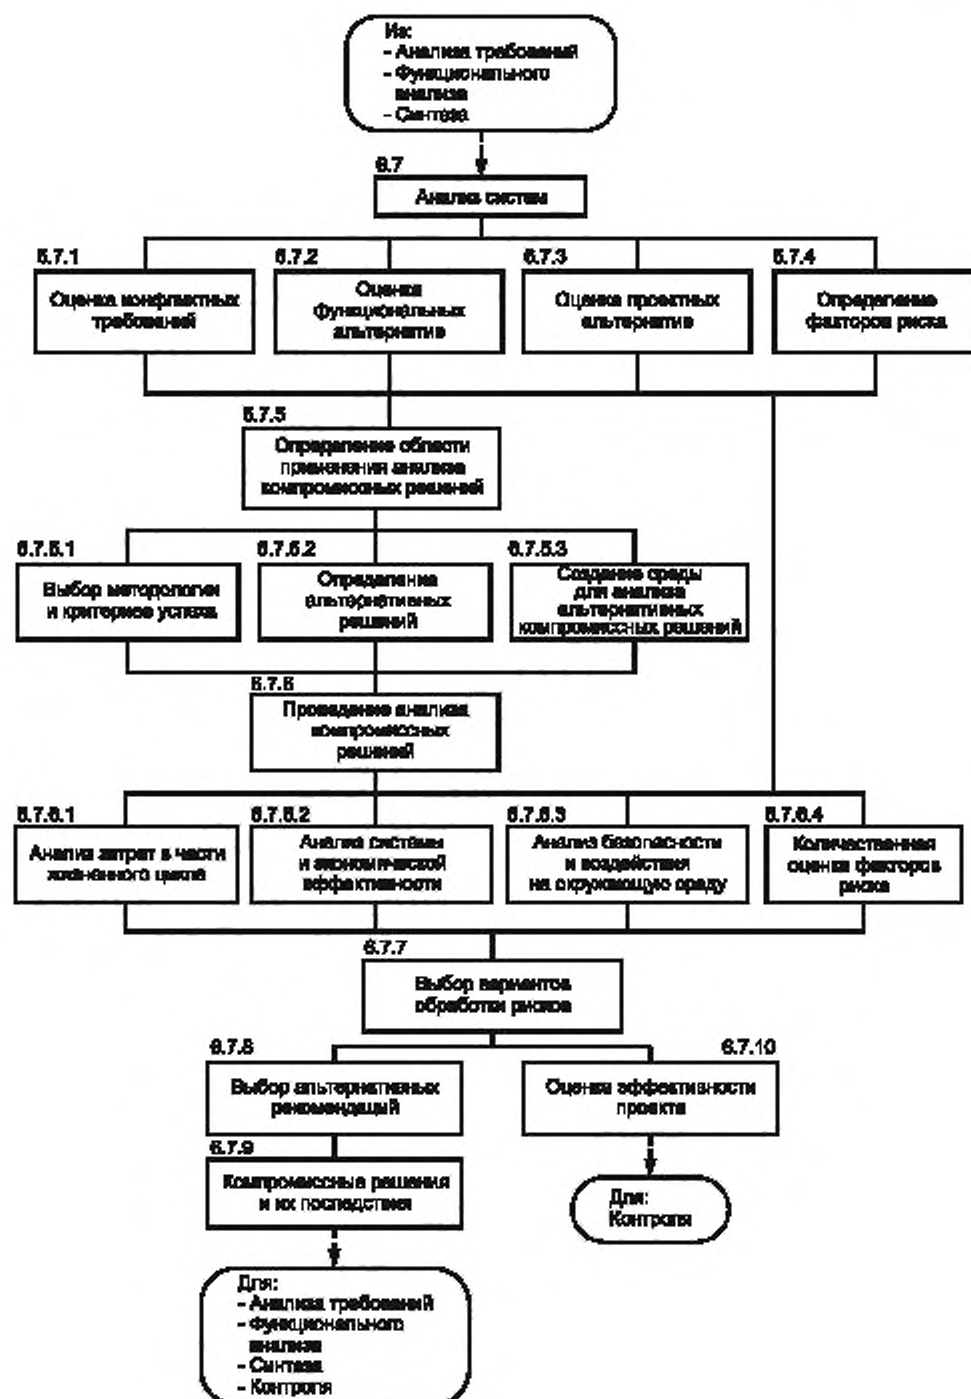 Из:
- Анализа требований
- Функционального
анализа
- Синтеза
6.7
Анализ систем
6.7.1
Оценка конфликтных
требований
6.7.2
Оценка
функциональных
альтернатив
6.7.3
Оценка проектных
альтернатив
6.7.4
Определение
факторов риска
6.7.5
Определение области
применения анализа
компромиссных решений
6.7.5.1
Выбор методологии
и критериев успеха
6.7.5.2
Определение
альтернативных
решений
6.7.5.3
Создание среды
для анализа
альтернативных
компромиссных решений
6.7.6
Проведение анализа
компромиссных
решений
6.7.6.1
Анализ затрат в части
жизненного цикла
6.7.6.2
Анализ системы
и экономической
эффективности
6.7.6.3
Анализ безопасности
и воздействия
на окружающую среду
6.7.6.4
Количественная
оценка факторов
риска
6.7.7
Выбор вариантов
обработки рисков
6.7.8
Выбор альтернативных
рекомендаций
6.7.10
Оценка эффективности
проекта
6.7.9
Компромиссные решения
и их последствия
Для:
Контроля
Для:
- Анализа требований
- Функционального
анализа
- Синтеза
- Контроля